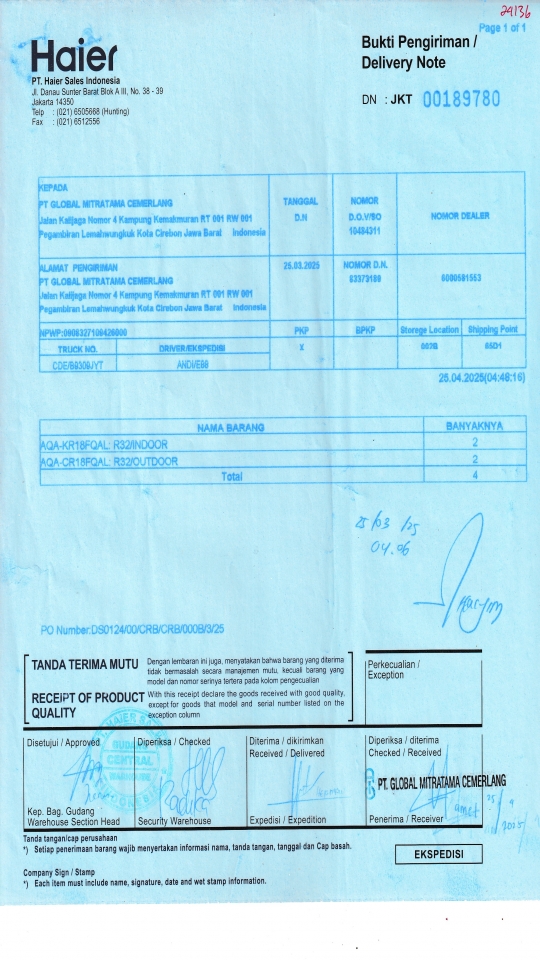 29136
Page 1 of 1
Haier
PT. Haier Sales Indonesia
Jl. Danau Sunter Barat Blok A III, No. 38 - 39
Jakarta 14350
Telp : (021) 6505668 (Hunting)
Fax : (021) 6512556
Bukti Pengiriman /
Delivery Note
DN : JKT 00189780
KEPADA
PT GLOBAL MITRATAMA CEMERLANG
Jalan Kalijaga Nomor 4 Kampung Kemakmuran RT 001 RW 001
Pegambiran Lemahwungkuk Kota Cirebon Jawa Barat Indonesia
TANGGAL
D.N
NOMOR
D.O./SO
10484311
NOMOR DEALER
ALAMAT PENGIRIMAN
PT GLOBAL MITRATAMA CEMERLANG
Jalan Kalijaga Nomor 4 Kampung Kemakmuran RT 001 RW 001
Pegambiran Lemahwungkuk Kota Cirebon Jawa Barat Indonesia
25.03.2025
NOMOR D.N.
83373189
6000581553
PKP BPKP Storage Location Shipping Point
TRUCK NO. DRIVER/EKSPEDISI X
ANDI/E88
25.04.2025(04:48:16)
NAMA BARANG BANYAKNYA
AQA-KR18FQAL: R32/INDOOR 2
AQA-CR18FQAL: R32/OUTDOOR 2
Total 4
25/03 /25
04.06
PO Number:DS0124/00/CRB/CRB/000B/3/25
TANDA TERIMA MUTU
Dengan lembaran ini juga, menyatakan bahwa barang yang diterima
tidak bermasalah secara manajemen mutu, kecuali barang yang
model dan nomor serinya tertera pada kolom pengecualian
RECEIPT OF PRODUCT
QUALITY
With this receipt declare the goods received with good quality,
except for goods that model and serial number listed on the
exception column
Perkecualian /
Exception
Disetujui / Approved
Diperiksa / Checked
Diterima / dikirimkan
Received / Delivered
Diperiksa / diterima
Checked / Received
GUDANG
CENTRAL
PT. GLOBAL MITRATAMA CEMERLANG
Kep. Bag. Gudang
Warehouse Section Head
Security Warehouse
Expedisi / Expedition
Penerima / Receiver
Tanda tangan/cap perusahaan
*) Setiap penerimaan barang wajib menyertakan informasi nama, tanda tangan, tanggal dan Cap basah.
EKSPEDISI
Company Sign / Stamp
*) Each item must include name, signature, date and wet stamp information.